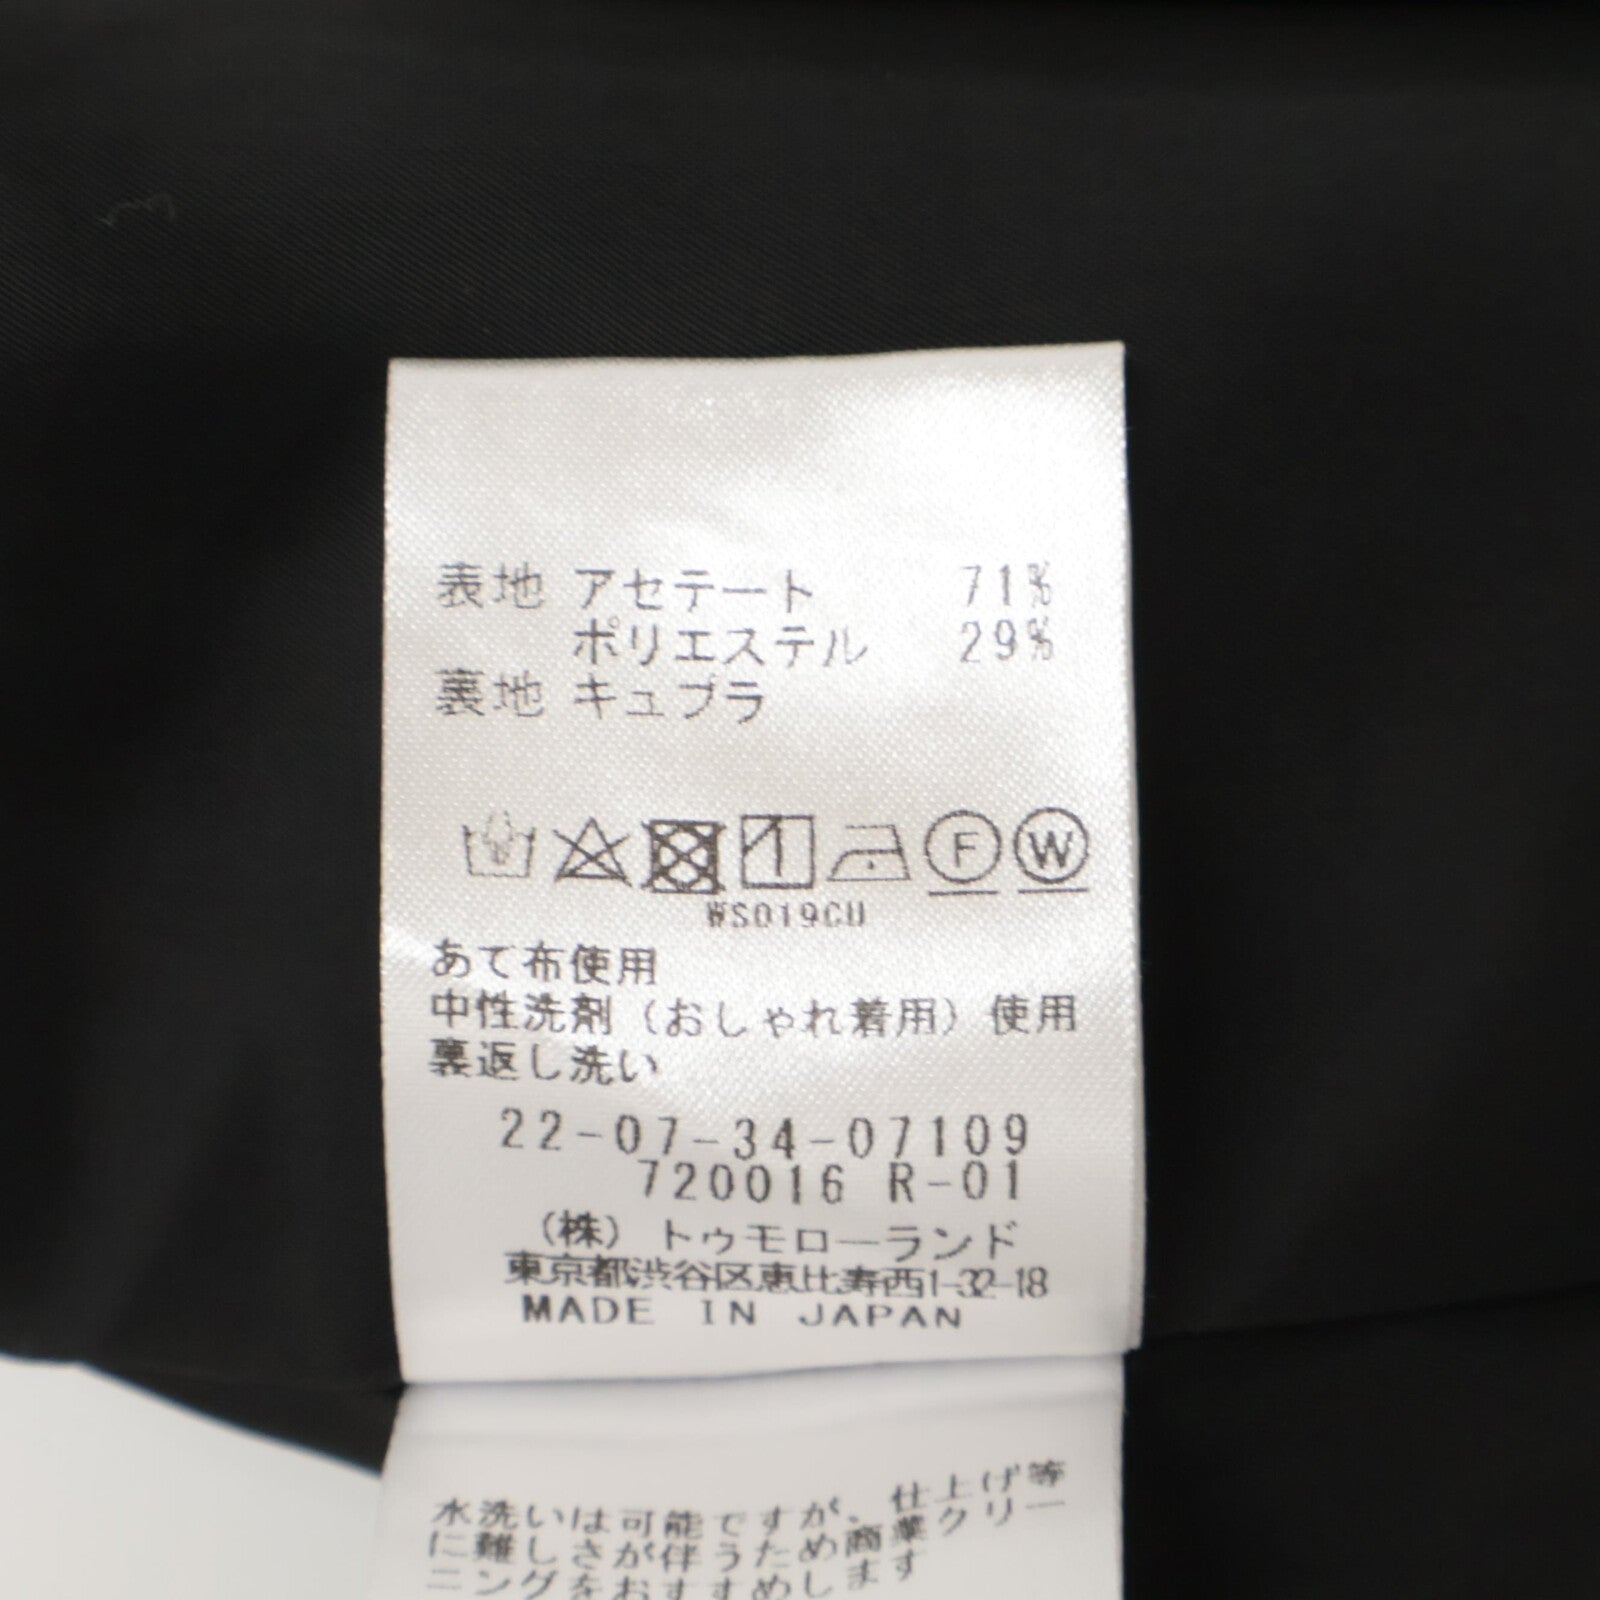 表地 アセテート 71%
ポリエステル 29%
裏地 キュプラ
F W
WS019CU
あて布使用
中性洗剤（おしゃれ着用）使用
裏返し洗い
22-07-34-07109
720016 R-01
（株）トゥモローランド
東京都渋谷区恵比寿西1-32-18
MADE IN JAPAN
水洗いは可能ですが、仕上げ等
に難しさが伴うため商業クリー
ニングをおすすめします